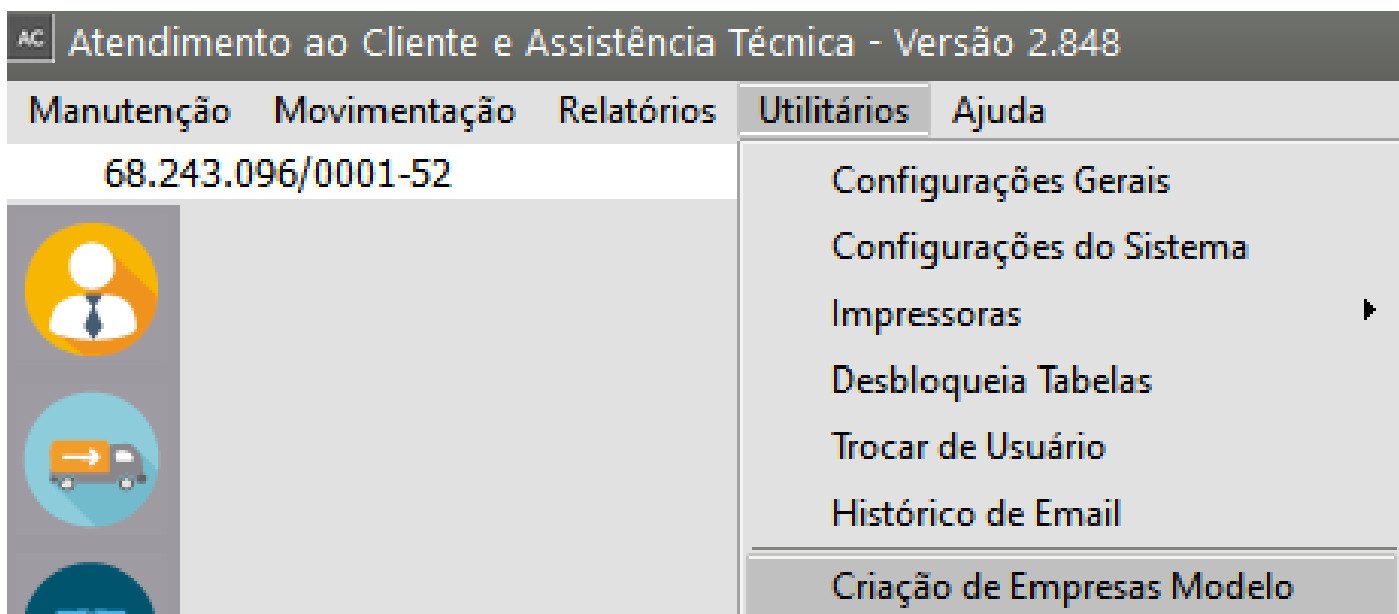 AC Atendimento ao Cliente e Assistência Técnica - Versão 2.848
Manutenção Movimentação Relatórios Utilitários Ajuda
68.243.096/0001-52
Configurações Gerais
Configurações do Sistema
Impressoras
Desbloqueia Tabelas
Trocar de Usuário
Histórico de Email
Criação de Empresas Modelo